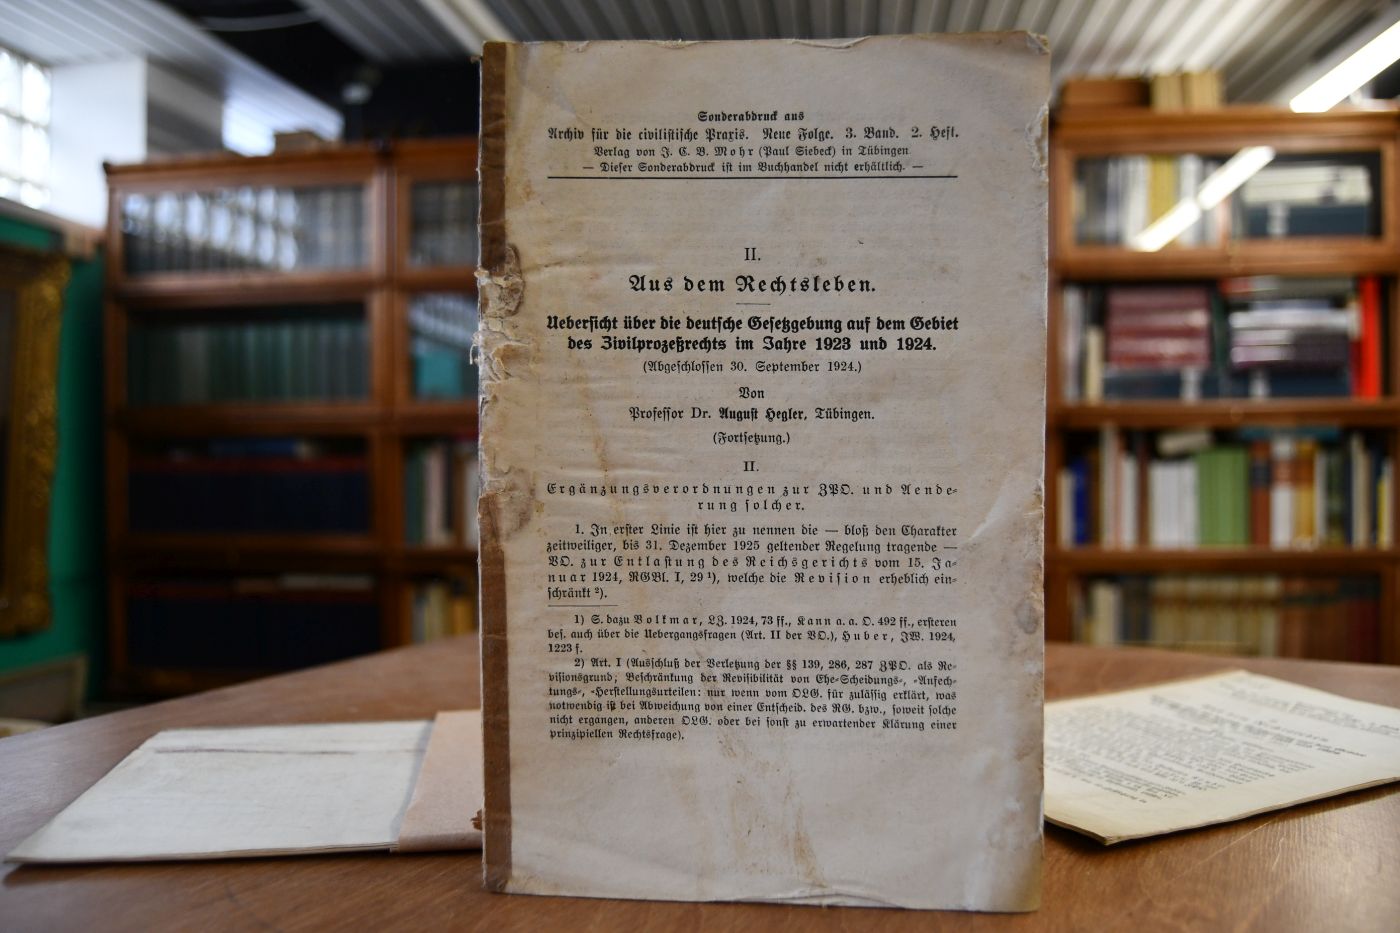 Sonderabdruck aus
Archiv für die civilistische Praxis. Neue Folge. 3. Band. 2. Heft.
Verlag von J. C. B. Mohr (Paul Siebeck) in Tübingen
— Dieser Sonderabdruck ist im Buchhandel nicht erhältlich. —
II.
Aus dem Rechtsleben.
Uebersicht über die deutsche Gesetzgebung auf dem Gebiet
des Zivilprozeßrechts im Jahre 1923 und 1924.
(Abgeschlossen 30. September 1924.)
Von
Professor Dr. August Hegler, Tübingen.
(Fortsetzung.)
II.
Ergänzungsverordnungen zur ZPO. und Aende-
rung solcher.
1. In erster Linie ist hier zu nennen die — bloß den Charakter
zeitweiliger, bis 31. Dezember 1925 geltender Regelung tragende —
VO. zur Entlastung des Reichsgerichts vom 15. Ja-
nuar 1924, RGBl. I, 29 ¹), welche die Revision erheblich ein-
schränkt ²).
1) S. dazu Volkmar, LZ. 1924, 73 ff., Kann a. a. O. 492 ff., ersteren
bes. auch über die Uebergangsfragen (Art. II der VO.), Huber, JW. 1924,
1223 f.
2) Art. I (Ausschluß der Verletzung der §§ 139, 286, 287 ZPO. als Re-
visionsgrund; Beschränkung der Revisibilität von Ehe-Scheidungs-, -Anfech-
tungs-, -Herstellungsurteilen: nur wenn vom OLG. für zulässig erklärt, was
notwendig ist bei Abweichung von einer Entscheid. des RG. bzw., soweit solche
nicht ergangen, anderen OLG. oder bei sonst zu erwartender Klärung einer
prinzipiellen Rechtsfrage).